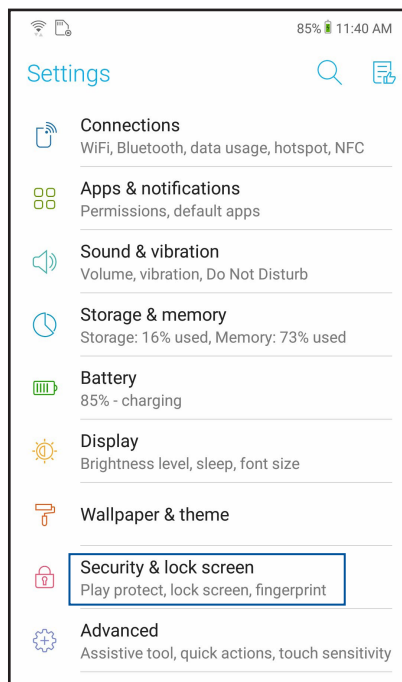 85% 11:40 AM
Settings
Connections
WiFi, Bluetooth, data usage, hotspot, NFC
Apps & notifications
Permissions, default apps
Sound & vibration
Volume, vibration, Do Not Disturb
Storage & memory
Storage: 16% used, Memory: 73% used
Battery
85% - charging
Display
Brightness level, sleep, font size
Wallpaper & theme
Security & lock screen
Play protect, lock screen, fingerprint
Advanced
Assistive tool, quick actions, touch sensitivity